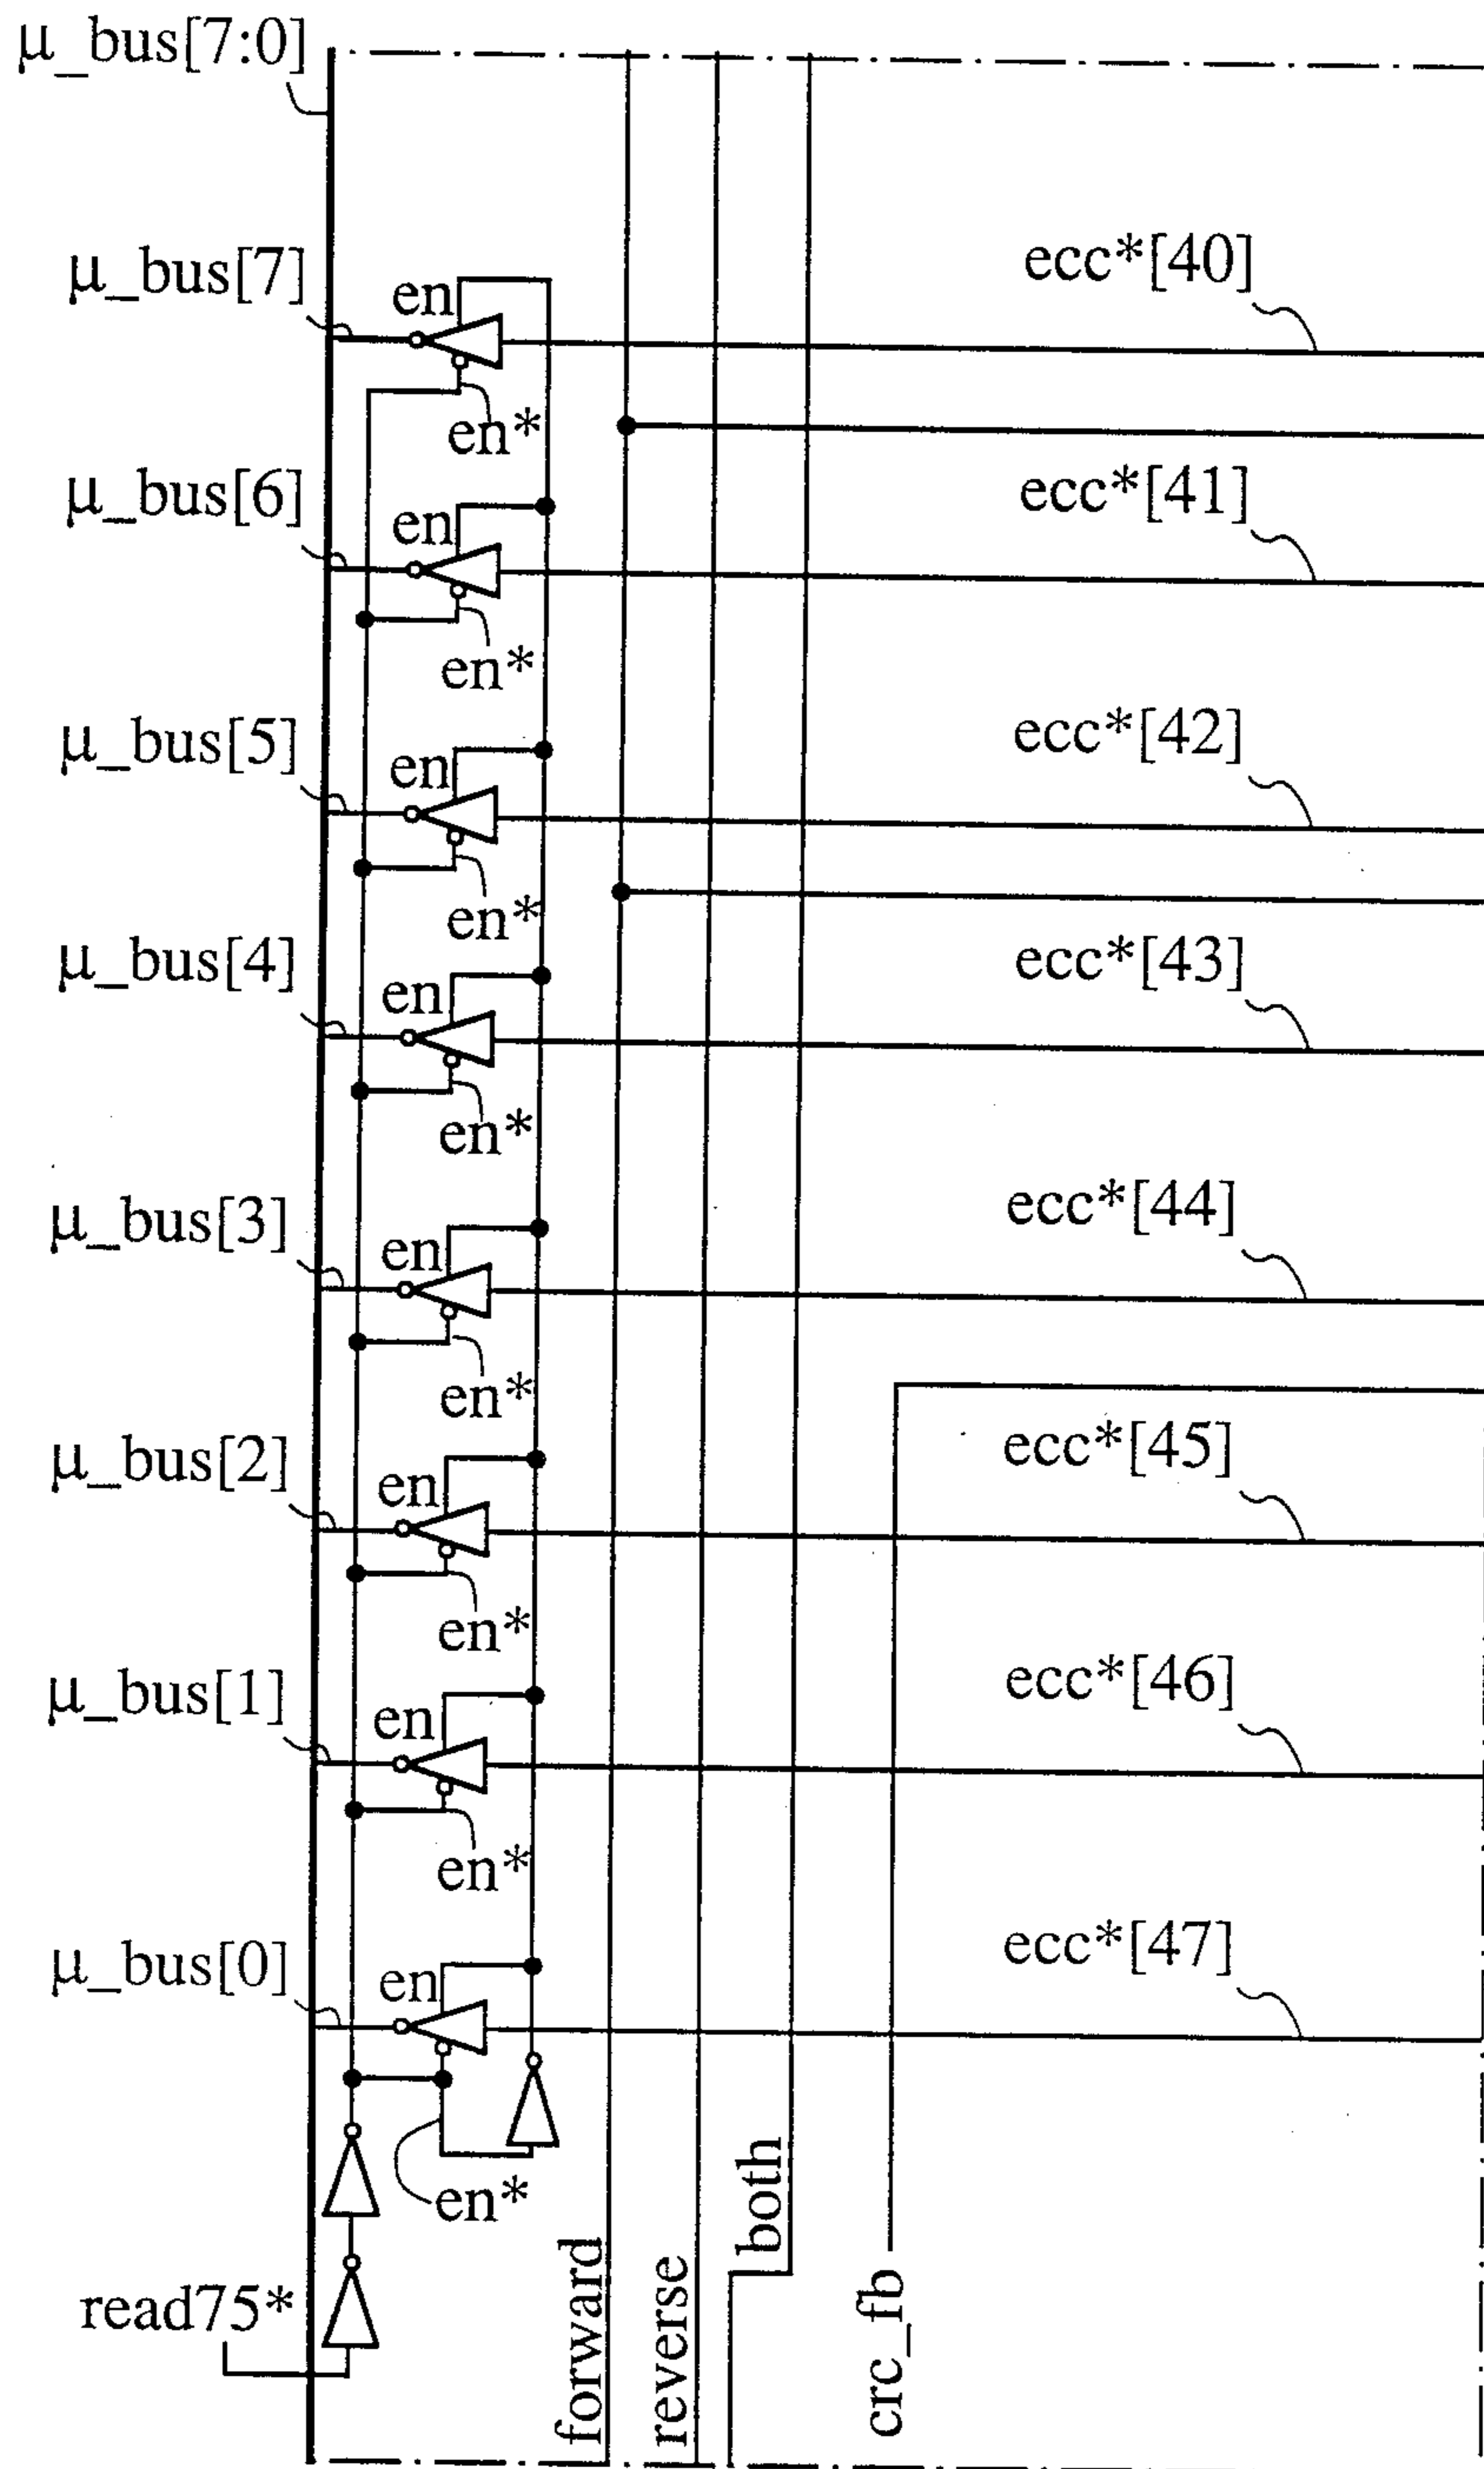 μ_bus[7:0]
μ_bus[7]
en
ecc*[40]
en*
μ_bus[6]
en
ecc*[41]
en*
μ_bus[5]
en
ecc*[42]
en*
μ_bus[4]
en
ecc*[43]
en*
μ_bus[3]
en
ecc*[44]
en*
μ_bus[2]
en
ecc*[45]
en*
μ_bus[1]
en
ecc*[46]
en*
μ_bus[0]
en
ecc*[47]
en*
read75*
forward
reverse
both
crc_fb